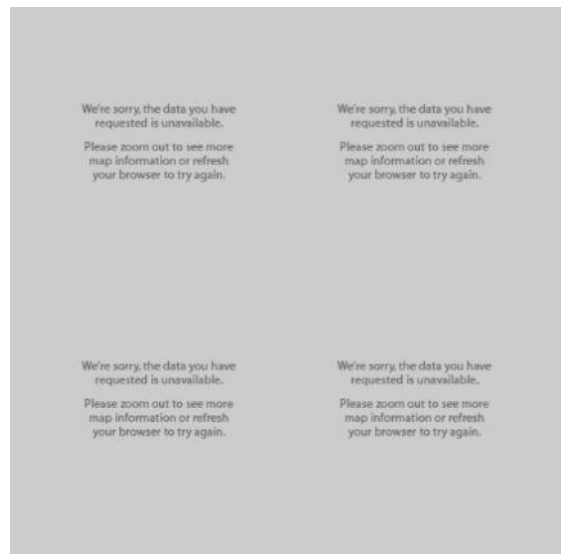 We're sorry, the data you have
requested is unavailable.
Please zoom out to see more
map information or refresh
your browser to try again.
We're sorry, the data you have
requested is unavailable.
Please zoom out to see more
map information or refresh
your browser to try again.
We're sorry, the data you have
requested is unavailable.
Please zoom out to see more
map information or refresh
your browser to try again.
We're sorry, the data you have
requested is unavailable.
Please zoom out to see more
map information or refresh
your browser to try again.